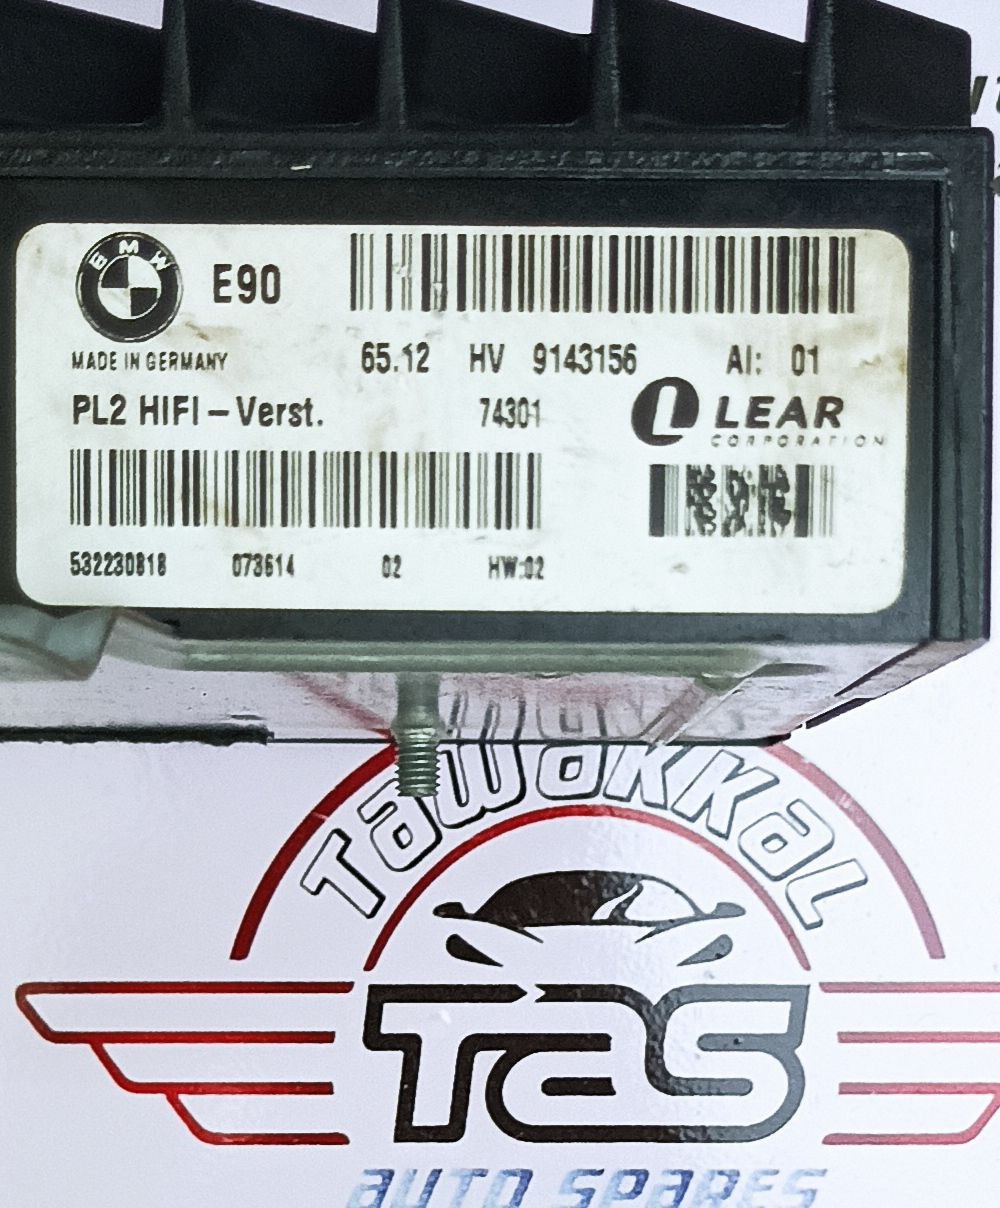 BMW
E90
MADE IN GERMANY
65.12 HV 9143156 AI: 01
PL2 HIFI – Verst. 74301
LEAR
CORPORATION
532230818 073614 02 HW:02
Tawakkal
TAS
AUTO SPARES